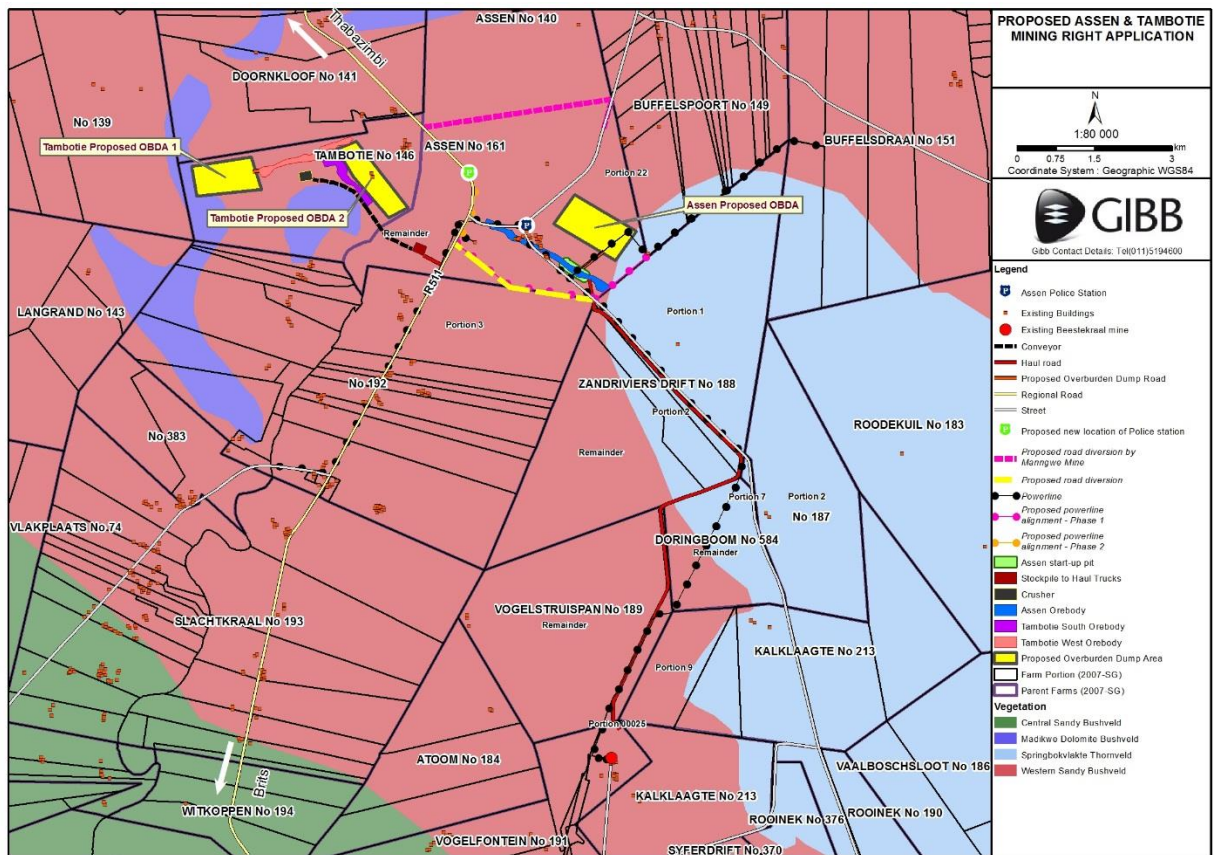 PROPOSED ASSEN & TAMBOTIE
MINING RIGHT APPLICATION
N
1:80 000
km
0 0.75 1.5 3
Coordinate System : Geographic WGS84
GIBB
Gibb Contact Details: Tel(011)5194600
Legend
P Assen Police Station
Existing Buildings
Existing Beestekraal mine
Conveyor
Haul road
Proposed Overburden Dump Road
Regional Road
Street
P Proposed new location of Police station
Proposed road diversion by
Manngwe Mine
Proposed road diversion
Powerline
Proposed powerline
alignment - Phase 1
Proposed powerline
alignment - Phase 2
Assen start-up pit
Stockpile to Haul Trucks
Crusher
Assen Orebody
Tambotie South Orebody
Tambotie West Orebody
Proposed Overburden Dump Area
Farm Portion (2007-SG)
Parent Farms (2007-SG)
Vegetation
Central Sandy Bushveld
Madikwe Dolomite Bushveld
Springbokvlakte Thornveld
Western Sandy Bushveld
ASSEN No 140
Thabazimbi
DOORNKLOOF No 141
BUFFELSPOORT No 149
No 139
BUFFELSDRAAI No 151
Tambotie Proposed OBDA 1
TAMBOTIE No 146
ASSEN No 161
P
Portion 22
Tambotie Proposed OBDA 2
Assen Proposed OBDA
P
Remainder
R511
LANGRAND No 143
Portion 3
Portion 1
No 192
ZANDRIVIERS DRIFT No 188
Portion 2
ROODEKUIL No 183
No 383
Remainder
Portion 7
Portion 2
No 187
VLAKPLAATS No 74
DORINGBOOM No 584
Remainder
SLACHTKRAAL No 193
VOGELSTRUISPAN No 189
Remainder
KALKLAAGTE No 213
Portion 9
Portion 00025
ATOOM No 184
VAALBOSCHSLOOT No 186
Brits
WITKOPPEN No 194
KALKLAAGTE No 213
ROOINEK No 376
ROOINEK No 190
VOGELFONTEIN No 191
SYFERDRIFT No 370